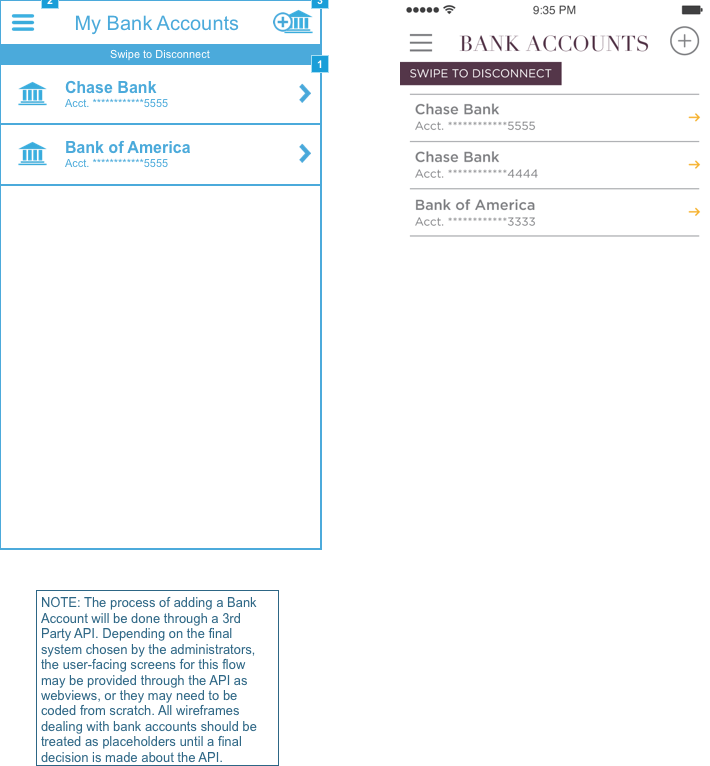 2
3
My Bank Accounts
Swipe to Disconnect
1
Chase Bank
Acct. ************5555
Bank of America
Acct. ************5555
NOTE: The process of adding a Bank
Account will be done through a 3rd
Party API. Depending on the final
system chosen by the administrators,
the user-facing screens for this flow
may be provided through the API as
webviews, or they may need to be
coded from scratch. All wireframes
dealing with bank accounts should be
treated as placeholders until a final
decision is made about the API.
9:35 PM
BANK ACCOUNTS
SWIPE TO DISCONNECT
Chase Bank
Acct. ************5555
Chase Bank
Acct. ************4444
Bank of America
Acct. ************3333